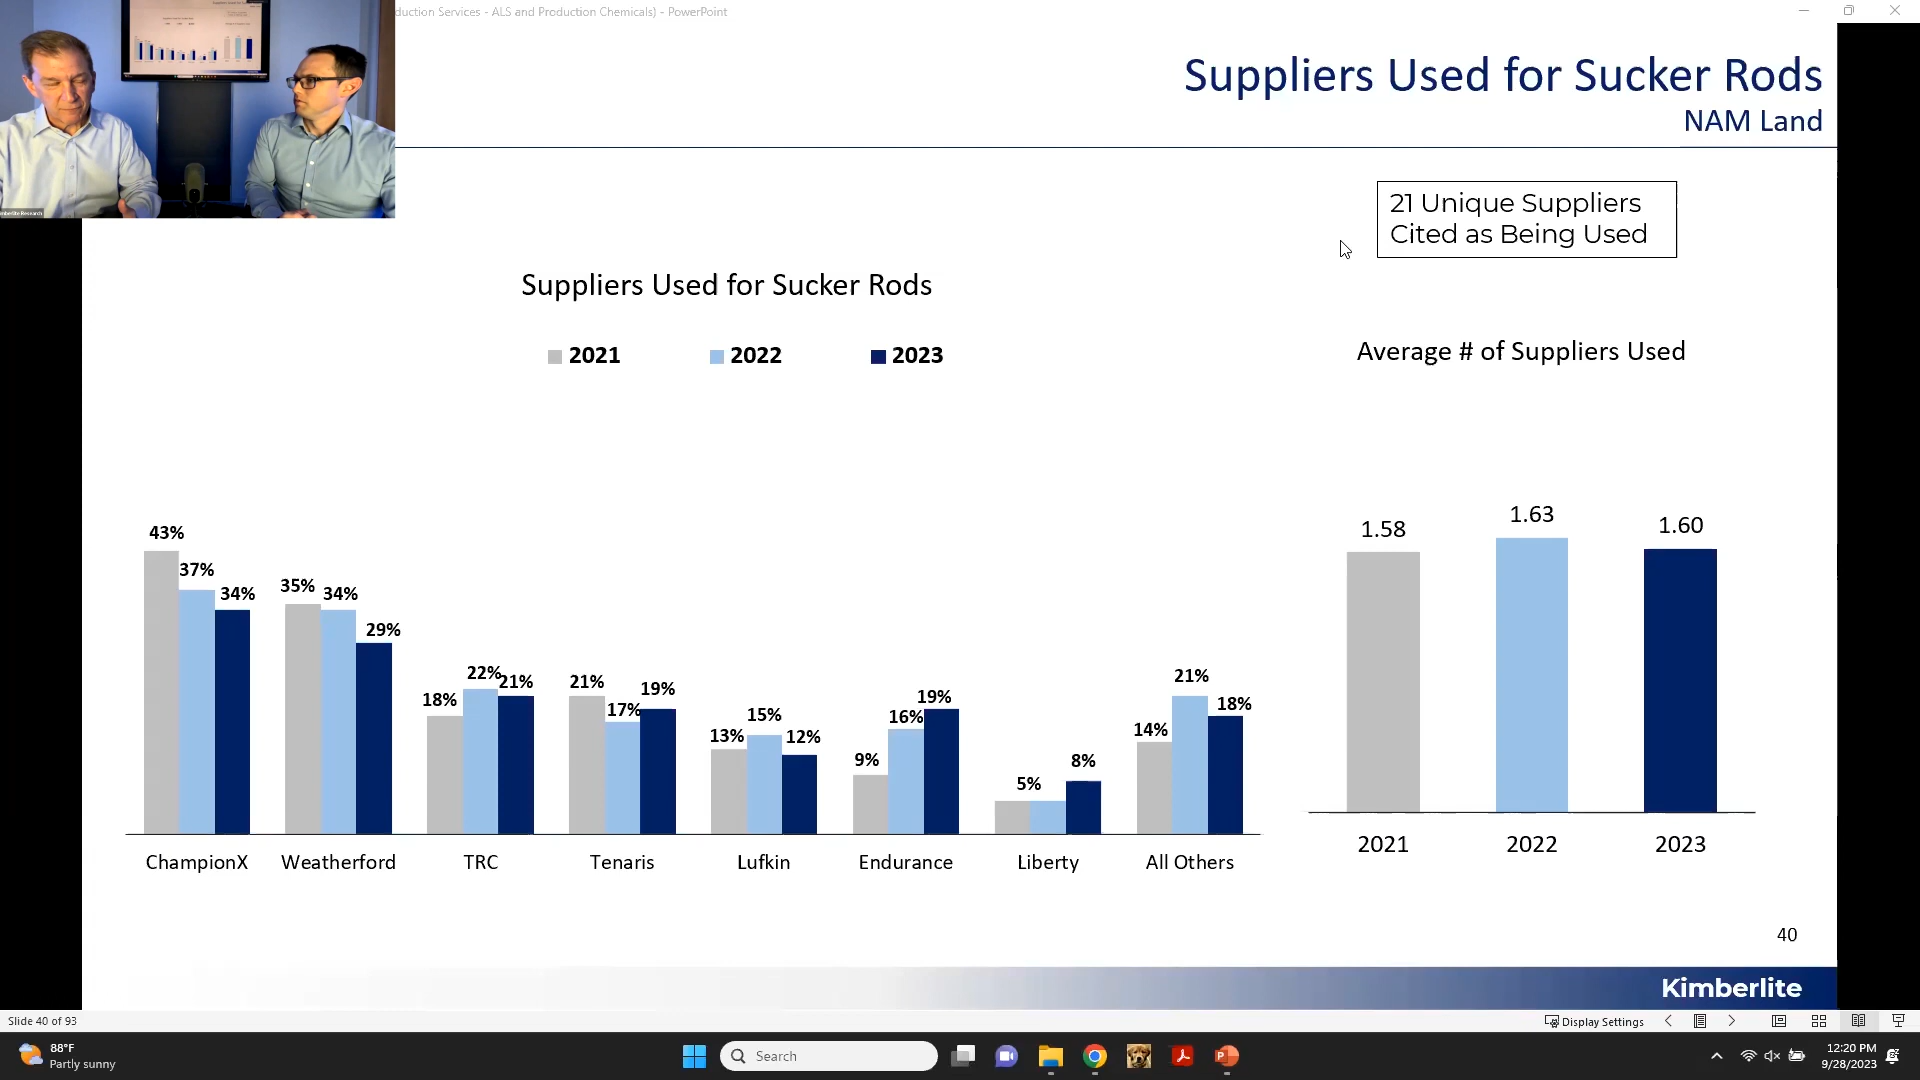 duction Services - ALS and Production Chemicals) - PowerPoint
Suppliers Used for Sucker Rods
NAM Land
21 Unique Suppliers
Cited as Being Used
Suppliers Used for Sucker Rods
2021 2022 2023
43% 37% 34%
35% 34% 29%
18% 22% 21%
21% 17% 19%
13% 15% 12%
9% 16% 19%
5% 8%
14% 21% 18%
ChampionX Weatherford TRC Tenaris Lufkin Endurance Liberty All Others
Average # of Suppliers Used
1.58 1.63 1.60
2021 2022 2023
40
Kimberlite
Slide 40 of 93
Display Settings
88°F
Partly sunny
Search
12:20 PM
9/28/2023